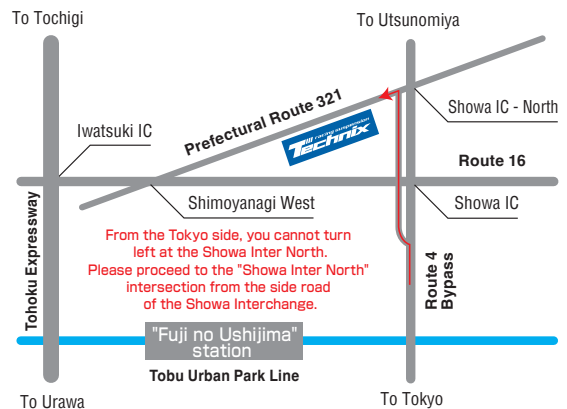 To Tochigi
To Utsunomiya
Prefectural Route 321
Showa IC - North
Iwatsuki IC
racing suspension
Technix
Route 16
Shimoyanagi West
Showa IC
From the Tokyo side, you cannot turn
left at the Showa Inter North.
Please proceed to the "Showa Inter North"
intersection from the side road
of the Showa Interchange.
Tohoku Expressway
Route 4
Bypass
"Fuji no Ushijima"
station
Tobu Urban Park Line
To Urawa
To Tokyo